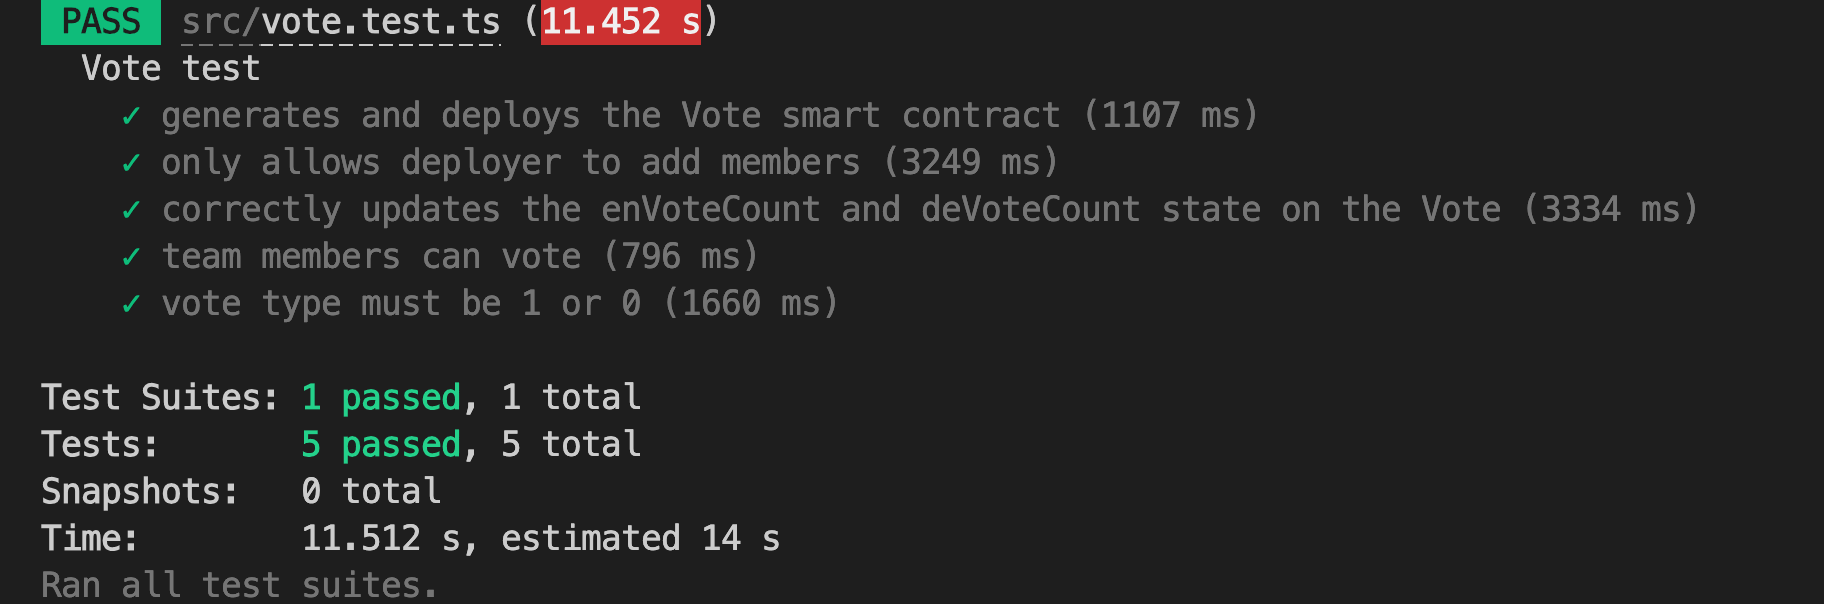 PASS src/vote.test.ts (11.452 s)
Vote test
✓ generates and deploys the Vote smart contract (1107 ms)
✓ only allows deployer to add members (3249 ms)
✓ correctly updates the enVoteCount and deVoteCount state on the Vote (3334 ms)
✓ team members can vote (796 ms)
✓ vote type must be 1 or 0 (1660 ms)
Test Suites: 1 passed, 1 total
Tests: 5 passed, 5 total
Snapshots: 0 total
Time: 11.512 s, estimated 14 s
Ran all test suites.